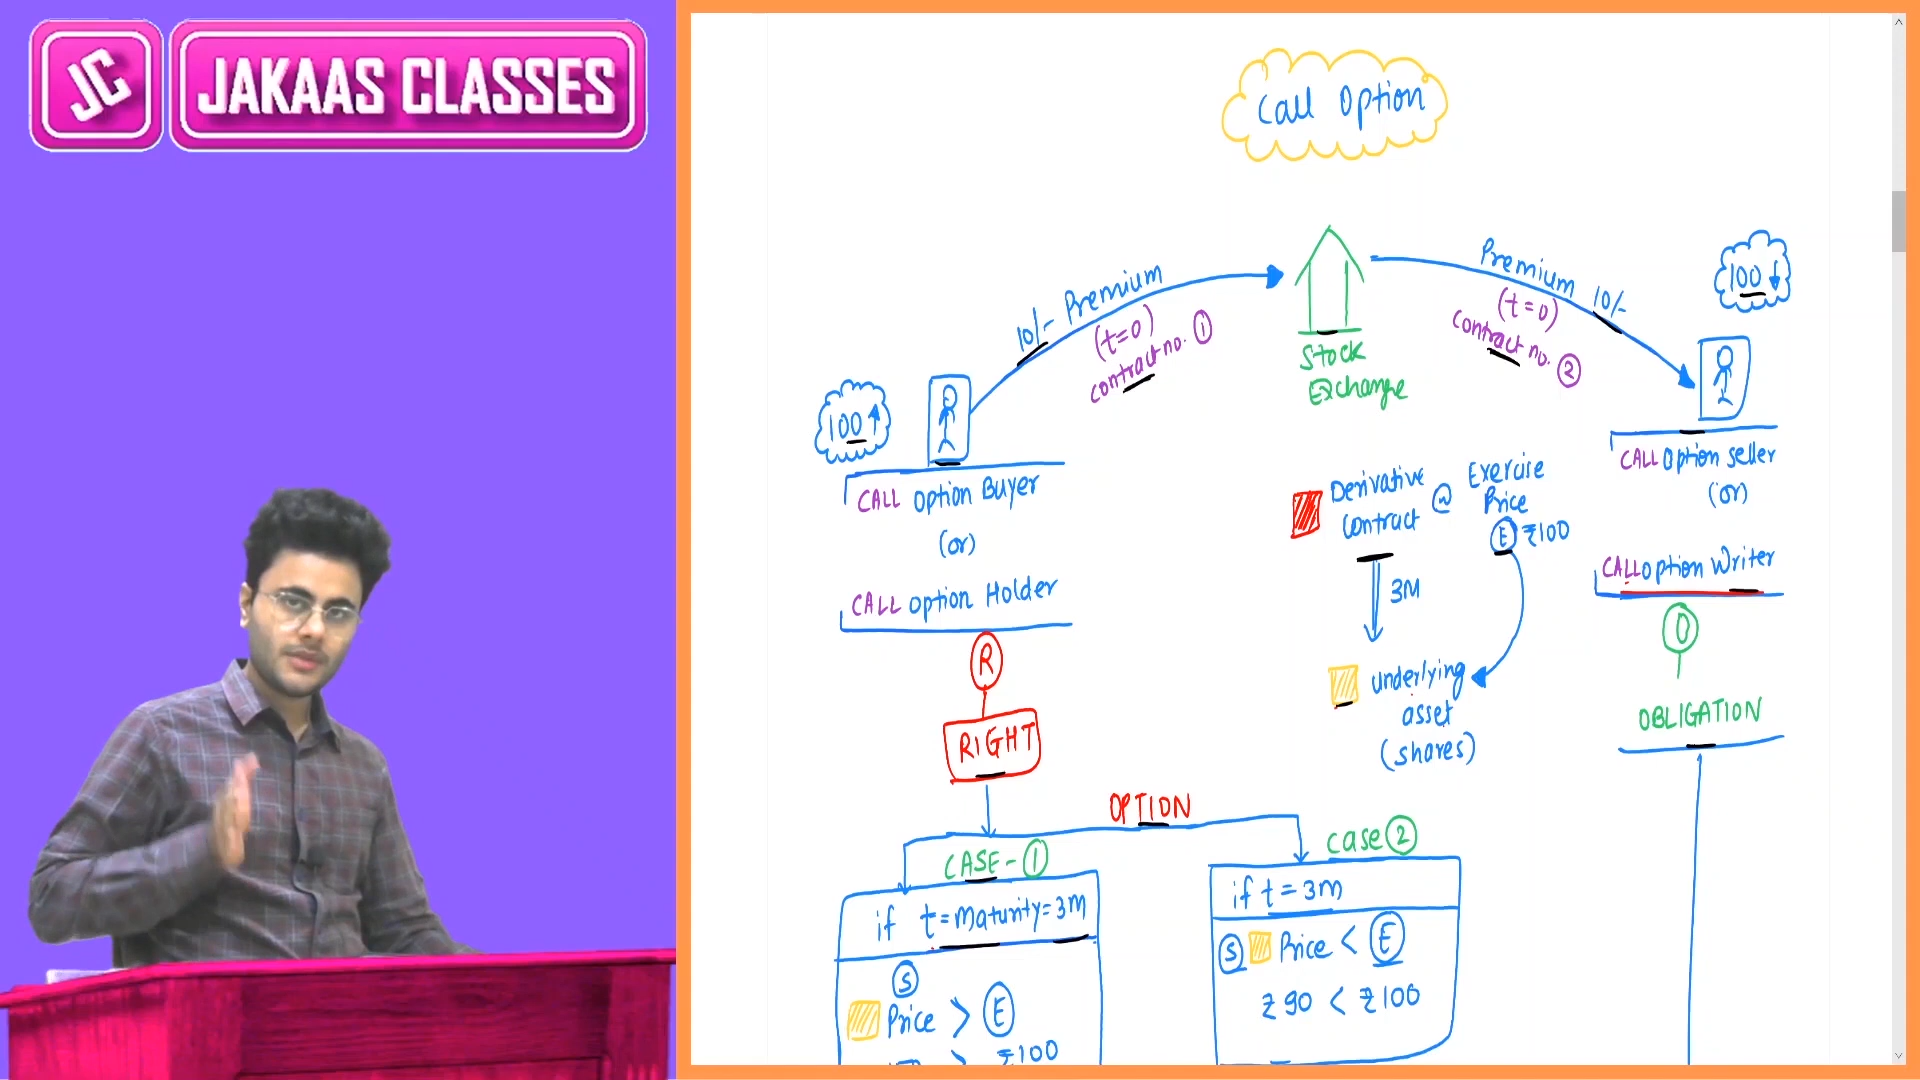 JC
JAKAAS CLASSES
Call Option
10/- Premium
(t=0)
contract no. ①
Stock
Exchange
Premium 10/-
(t=0)
contract no. ②
100 ↓
100 ↑
CALL Option Buyer
(or)
CALL option Holder
R
RIGHT
Derivative
Contract
@
Exercise
Price
E ₹100
3M
underlying
asset
(shares)
CALL Option seller
(or)
CALL option Writer
O
OBLIGATION
OPTION
CASE-①
if t=maturity=3M
S
Price > E
> ₹100
case②
if t=3m
S Price < E
₹90 < ₹100